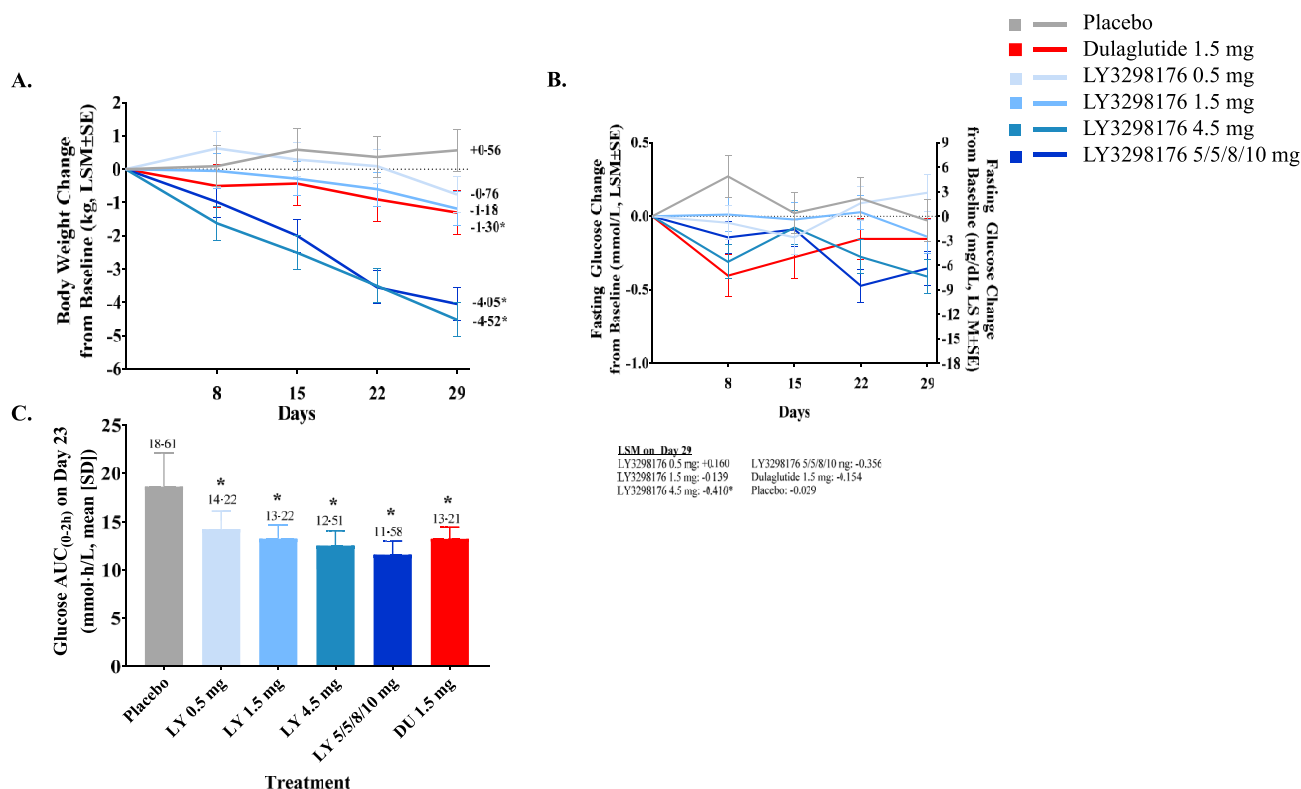 Placebo
Dulaglutide 1.5 mg
LY3298176 0.5 mg
LY3298176 1.5 mg
LY3298176 4.5 mg
LY3298176 5/5/8/10 mg
A.
Body Weight Change
from Baseline (kg, LSM±SE)
2
1
0
-1
-2
-3
-4
-5
-6
+0·56
-0·76
-1·18
-1·30*
-4·05*
-4·52*
8
15
22
29
Days
B.
Fasting Glucose Change
from Baseline (mmol/L, LSM±SE)
0.5
0.0
-0.5
-1.0
9
6
3
0
-3
-6
-9
-12
-15
-18
Fasting Glucose Change
from Baseline (mg/dL, LS M±SE)
8
15
22
29
Days
LSM on Day 29
LY3298176 0.5 mg: +0.160 LY3298176 5/5/8/10 mg: -0.356
LY3298176 1.5 mg: -0.139 Dulaglutide 1.5 mg: -0.154
LY3298176 4.5 mg: -0.410* Placebo: -0.029
C.
Glucose AUC(0-2h) on Day 23
(mmol·h/L, mean [SD])
25
20
15
10
5
0
18·61
*
14·22
*
13·22
*
12·51
*
11·58
*
13·21
Placebo
LY 0.5 mg
LY 1.5 mg
LY 4.5 mg
LY 5/5/8/10 mg
DU 1.5 mg
Treatment